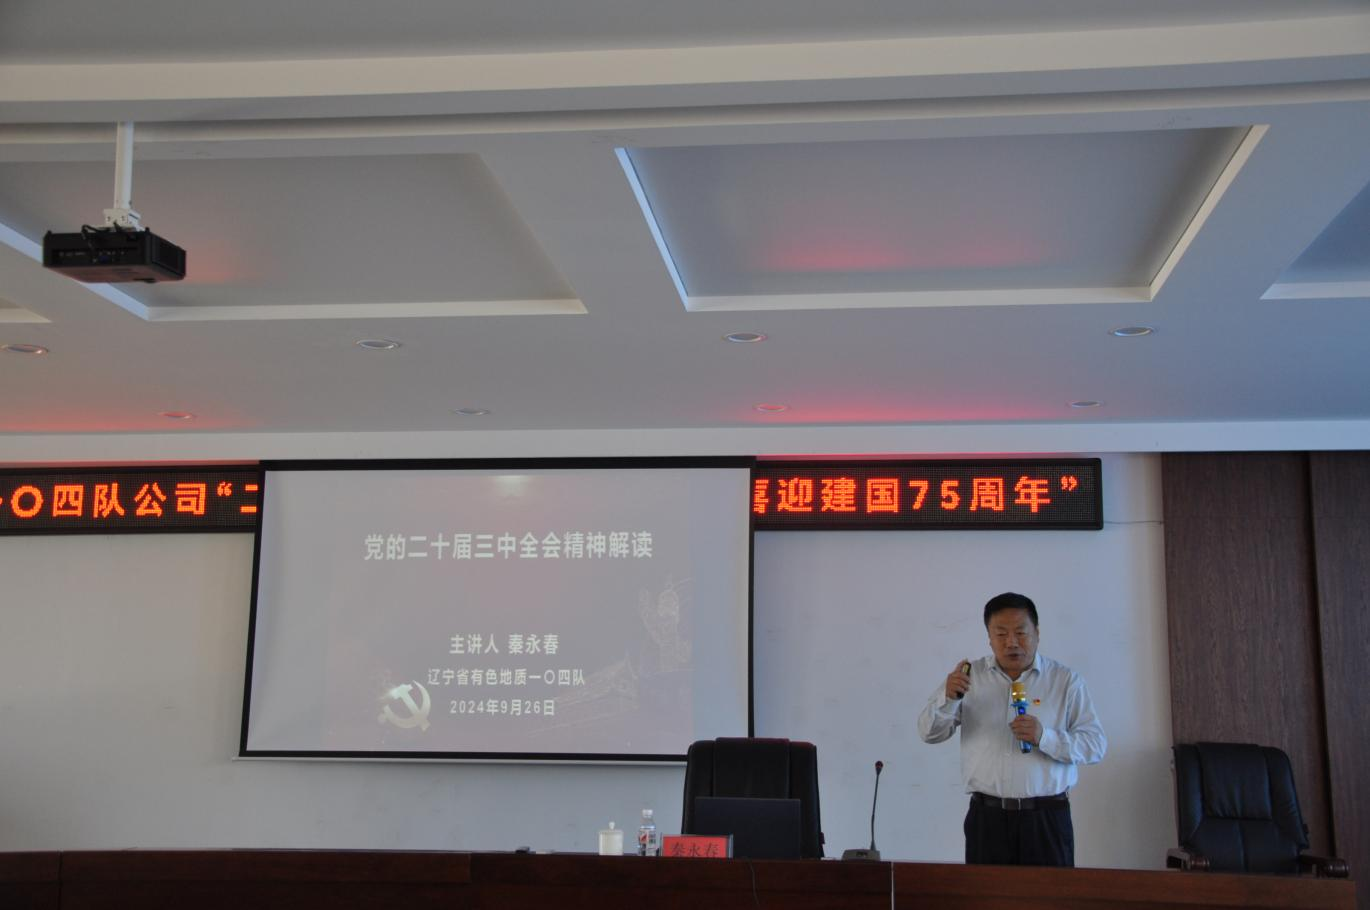 〇四队公司“二
喜迎建国75周年”
党的二十届三中全会精神解读
主讲人 秦永春
辽宁省有色地质一〇四队
2024年9月26日
秦永春